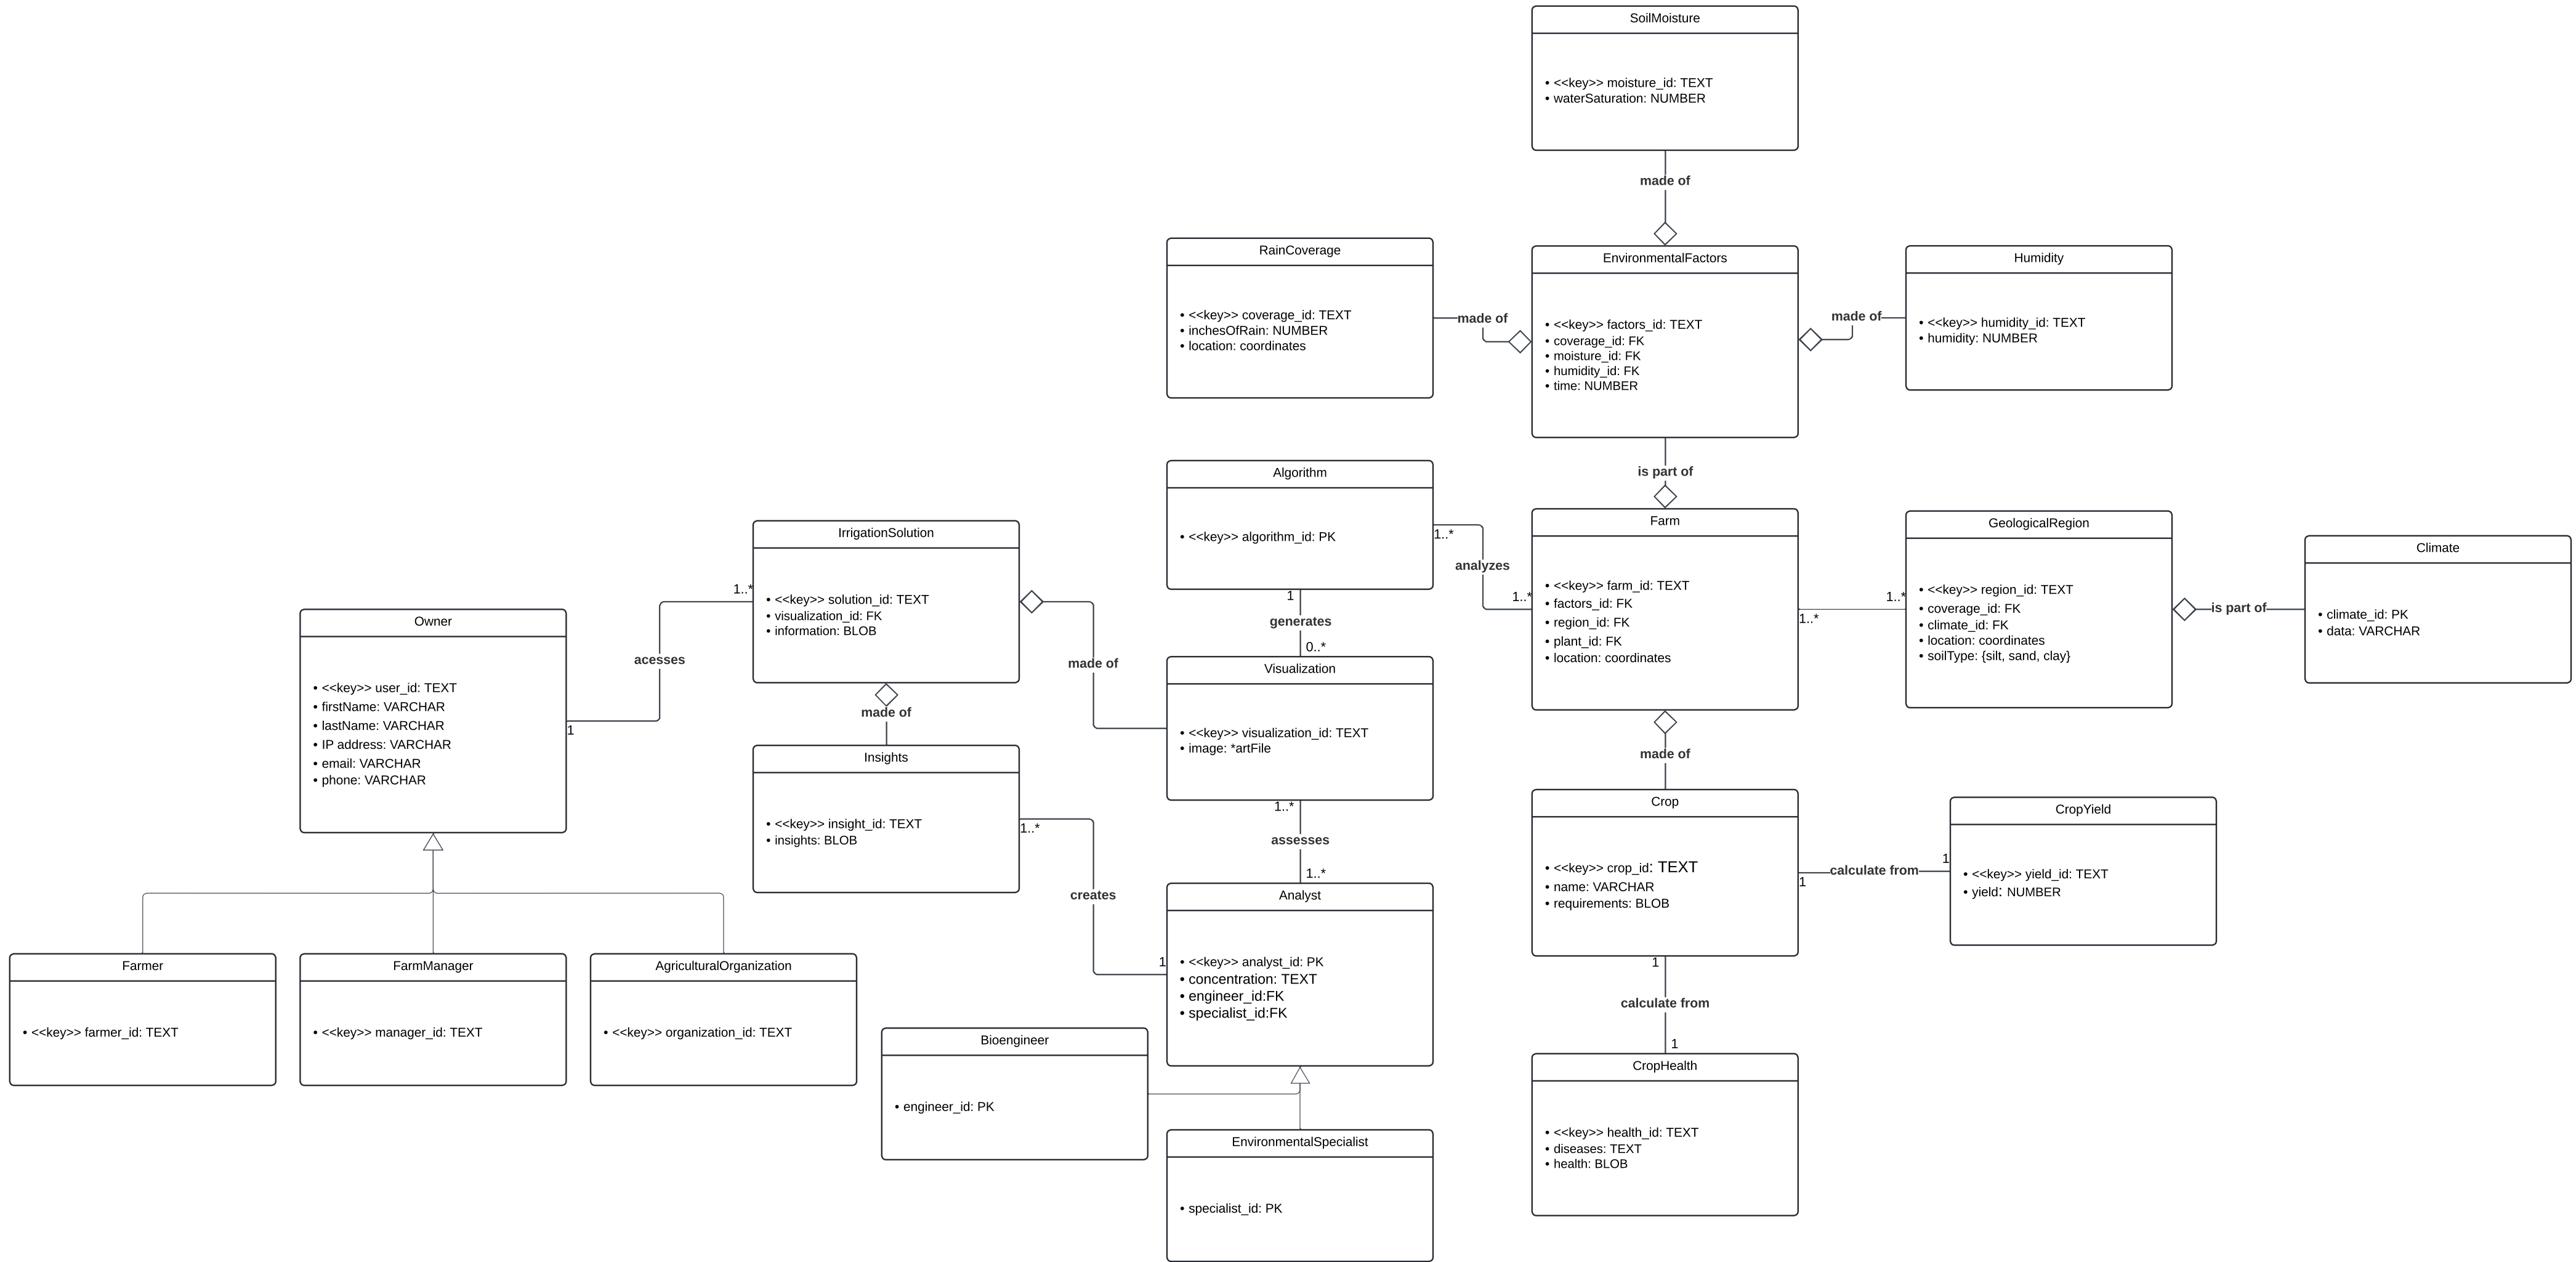 SoilMoisture
• <<key>> moisture_id: TEXT
• waterSaturation: NUMBER
made of
RainCoverage
• <<key>> coverage_id: TEXT
• inchesOfRain: NUMBER
• location: coordinates
made of
EnvironmentalFactors
• <<key>> factors_id: TEXT
• coverage_id: FK
• moisture_id: FK
• humidity_id: FK
• time: NUMBER
made of
Humidity
• <<key>> humidity_id: TEXT
• humidity: NUMBER
is part of
Algorithm
• <<key>> algorithm_id: PK
1..*
analyzes
1..*
Farm
• <<key>> farm_id: TEXT
• factors_id: FK
• region_id: FK
• plant_id: FK
• location: coordinates
1..*
1..*
GeologicalRegion
• <<key>> region_id: TEXT
• coverage_id: FK
• climate_id: FK
• location: coordinates
• soilType: {silt, sand, clay}
is part of
Climate
• climate_id: PK
• data: VARCHAR
1
generates
0..*
IrrigationSolution
• <<key>> solution_id: TEXT
• visualization_id: FK
• information: BLOB
1..*
acesses
1
made of
made of
Owner
• <<key>> user_id: TEXT
• firstName: VARCHAR
• lastName: VARCHAR
• IP address: VARCHAR
• email: VARCHAR
• phone: VARCHAR
Visualization
• <<key>> visualization_id: TEXT
• image: *artFile
Insights
• <<key>> insight_id: TEXT
• insights: BLOB
1..*
creates
1
1..*
assesses
1..*
made of
Crop
• <<key>> crop_id: TEXT
• name: VARCHAR
• requirements: BLOB
1
calculate from
1
CropYield
• <<key>> yield_id: TEXT
• yield: NUMBER
Analyst
• <<key>> analyst_id: PK
• concentration: TEXT
• engineer_id:FK
• specialist_id:FK
1
calculate from
1
Farmer
• <<key>> farmer_id: TEXT
FarmManager
• <<key>> manager_id: TEXT
AgriculturalOrganization
• <<key>> organization_id: TEXT
Bioengineer
• engineer_id: PK
CropHealth
• <<key>> health_id: TEXT
• diseases: TEXT
• health: BLOB
EnvironmentalSpecialist
• specialist_id: PK